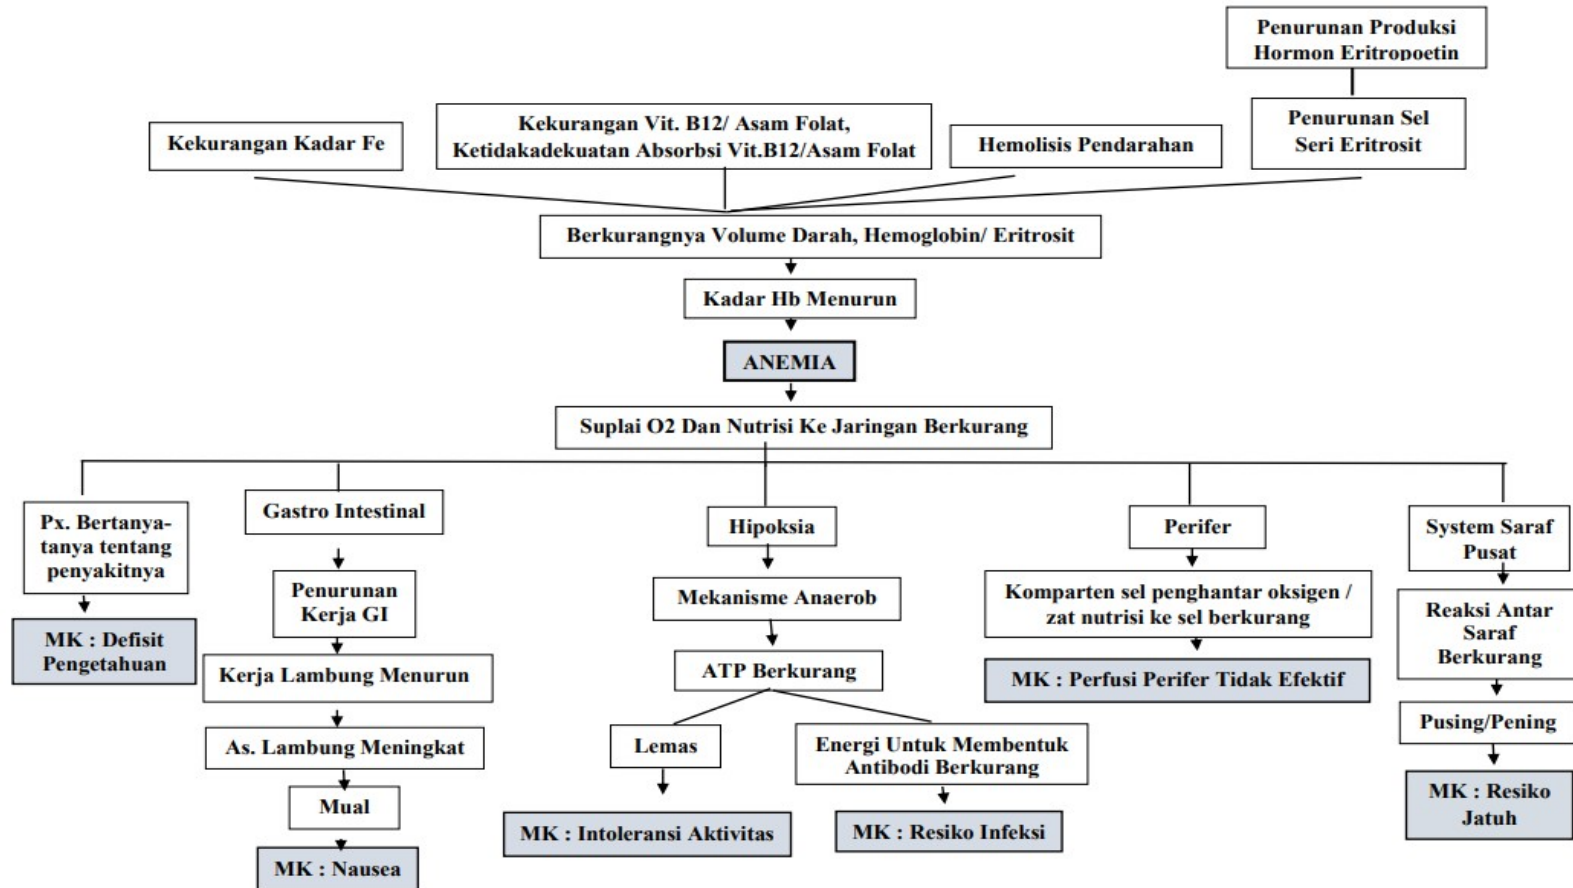 Penurunan Produksi
Hormon Eritropoetin
Kekurangan Kadar Fe
Kekurangan Vit. B12/ Asam Folat,
Ketidakadekuatan Absorbsi Vit.B12/Asam Folat
Hemolisis Pendarahan
Penurunan Sel
Seri Eritrosit
Berkurangnya Volume Darah, Hemoglobin/ Eritrosit
Kadar Hb Menurun
ANEMIA
Suplai O2 Dan Nutrisi Ke Jaringan Berkurang
Px. Bertanya-
tanya tentang
penyakitnya
MK : Defisit
Pengetahuan
Gastro Intestinal
Penurunan
Kerja GI
Kerja Lambung Menurun
As. Lambung Meningkat
Mual
MK : Nausea
Hipoksia
Mekanisme Anaerob
ATP Berkurang
Lemas
MK : Intoleransi Aktivitas
Energi Untuk Membentuk
Antibodi Berkurang
MK : Resiko Infeksi
Perifer
Komparten sel penghantar oksigen /
zat nutrisi ke sel berkurang
MK : Perfusi Perifer Tidak Efektif
System Saraf
Pusat
Reaksi Antar
Saraf
Berkurang
Pusing/Pening
MK : Resiko
Jatuh